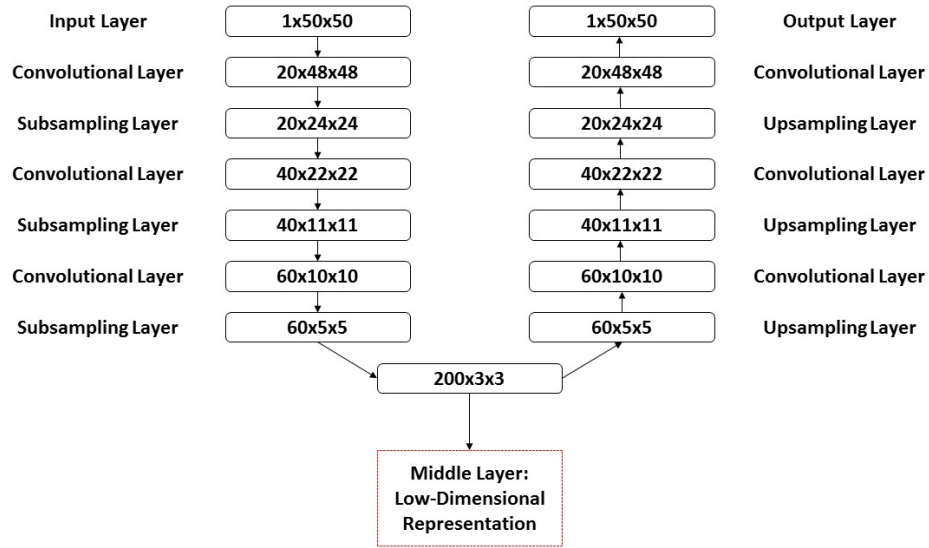 Input Layer 1x50x50 1x50x50 Output Layer
Convolutional Layer 20x48x48 20x48x48 Convolutional Layer
Subsampling Layer 20x24x24 20x24x24 Upsampling Layer
Convolutional Layer 40x22x22 40x22x22 Convolutional Layer
Subsampling Layer 40x11x11 40x11x11 Upsampling Layer
Convolutional Layer 60x10x10 60x10x10 Convolutional Layer
Subsampling Layer 60x5x5 60x5x5 Upsampling Layer
200x3x3
Middle Layer:
Low-Dimensional
Representation